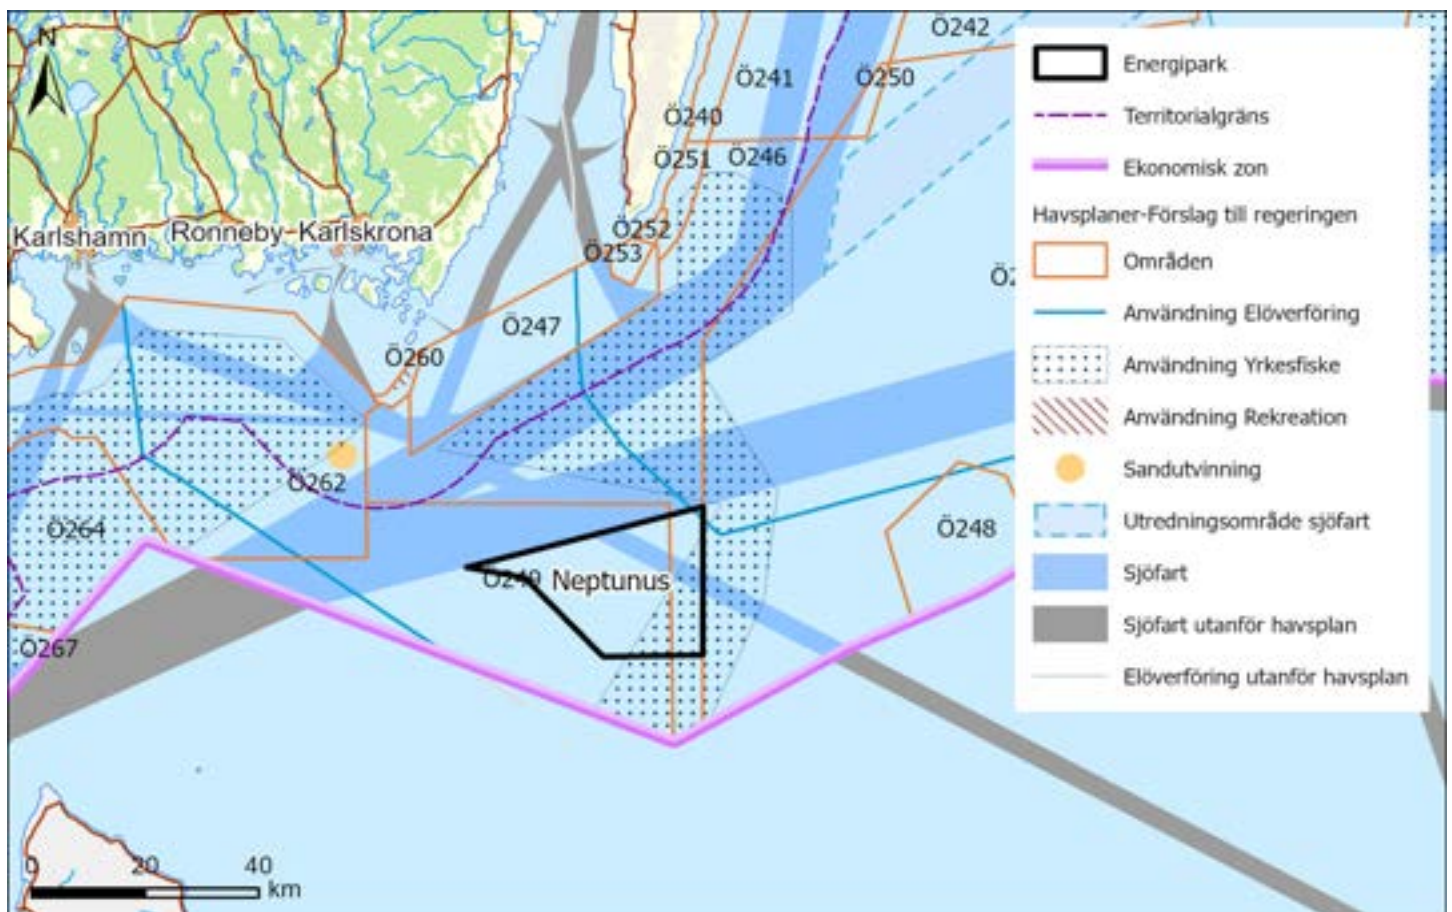 N
Ö242
Ö241
Ö250
Ö240
Ö251
Ö246
Karlshamn
Ronneby
Karlskrona
Ö252
Ö253
Ö247
Ö260
Ö262
Ö264
Ö248
Ö249
Neptunus
Ö267
0
20
40
km
Energipark
Territorialgräns
Ekonomisk zon
Havsplaner-Förslag till regeringen
Områden
Användning Elöverföring
Användning Yrkesfiske
Användning Rekreation
Sandutvinning
Utredningsområde sjöfart
Sjöfart
Sjöfart utanför havsplan
Elöverföring utanför havsplan